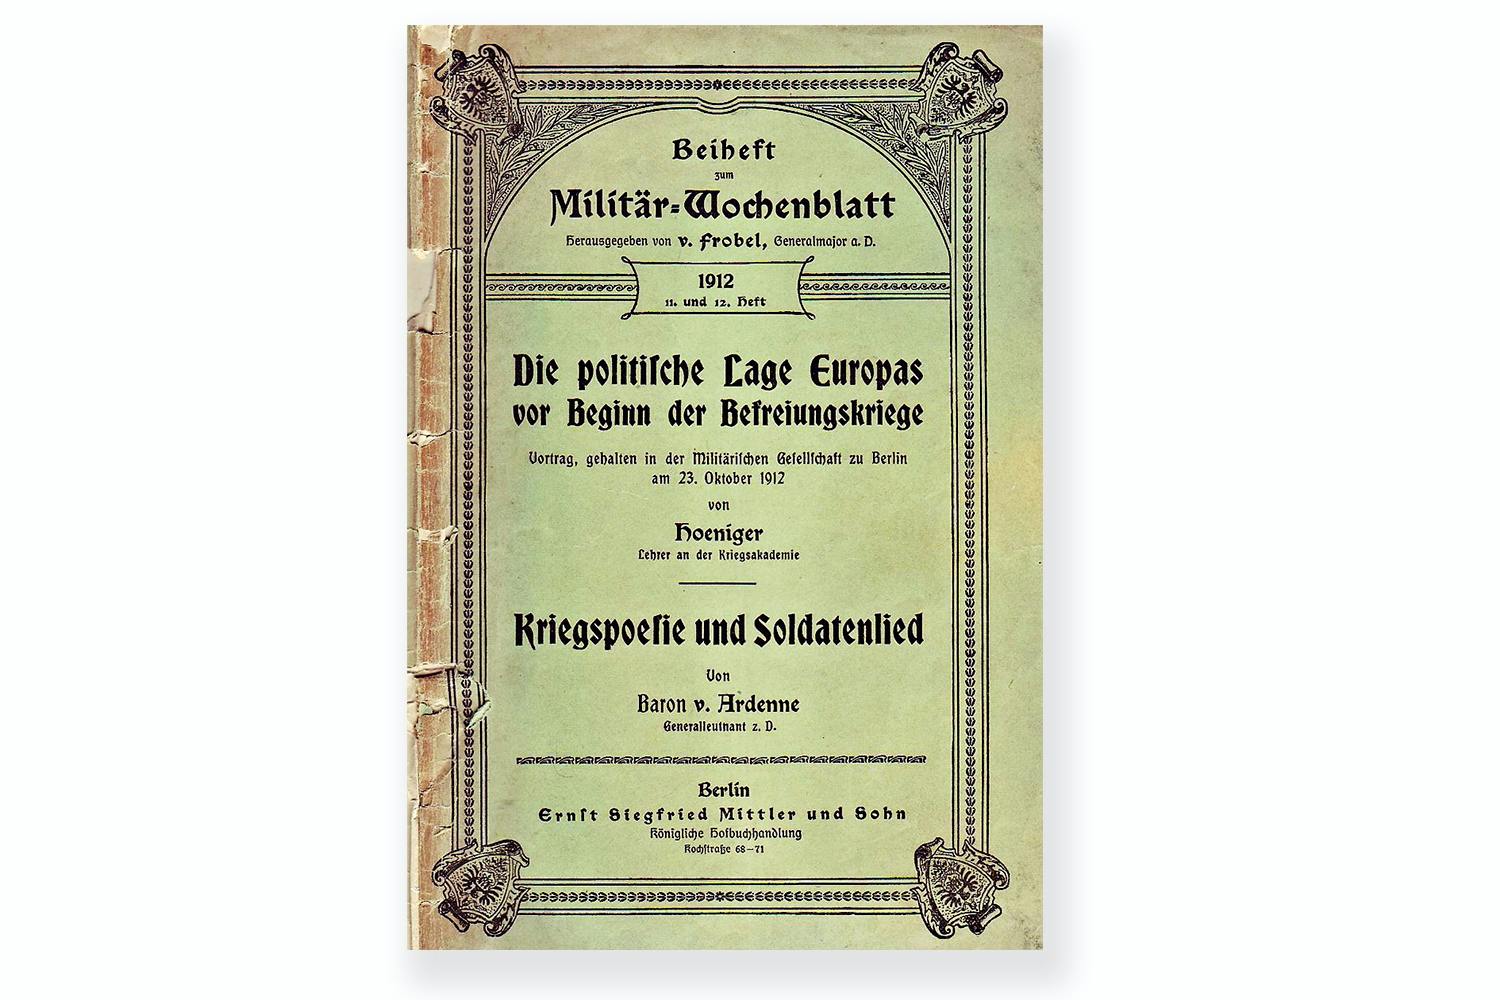 Beiheft
zum
Militär-Wochenblatt
Herausgegeben von v. Frobel, Generalmajor a. D.
1912
11. und 12. Heft
Die politiſche Lage Europas
vor Beginn der Befreiungskriege
Vortrag, gehalten in der Militäriſchen Geſellſchaft zu Berlin
am 23. Oktober 1912
von
Hoeniger
Lehrer an der Kriegsakademie
Kriegspoeſie und Soldatenlied
Von
Baron v. Ardenne
Generalleutnant z. D.
Berlin
Ernſt Siegfried Mittler und Sohn
Königliche Hofbuchhandlung
Kochſtraße 68–71